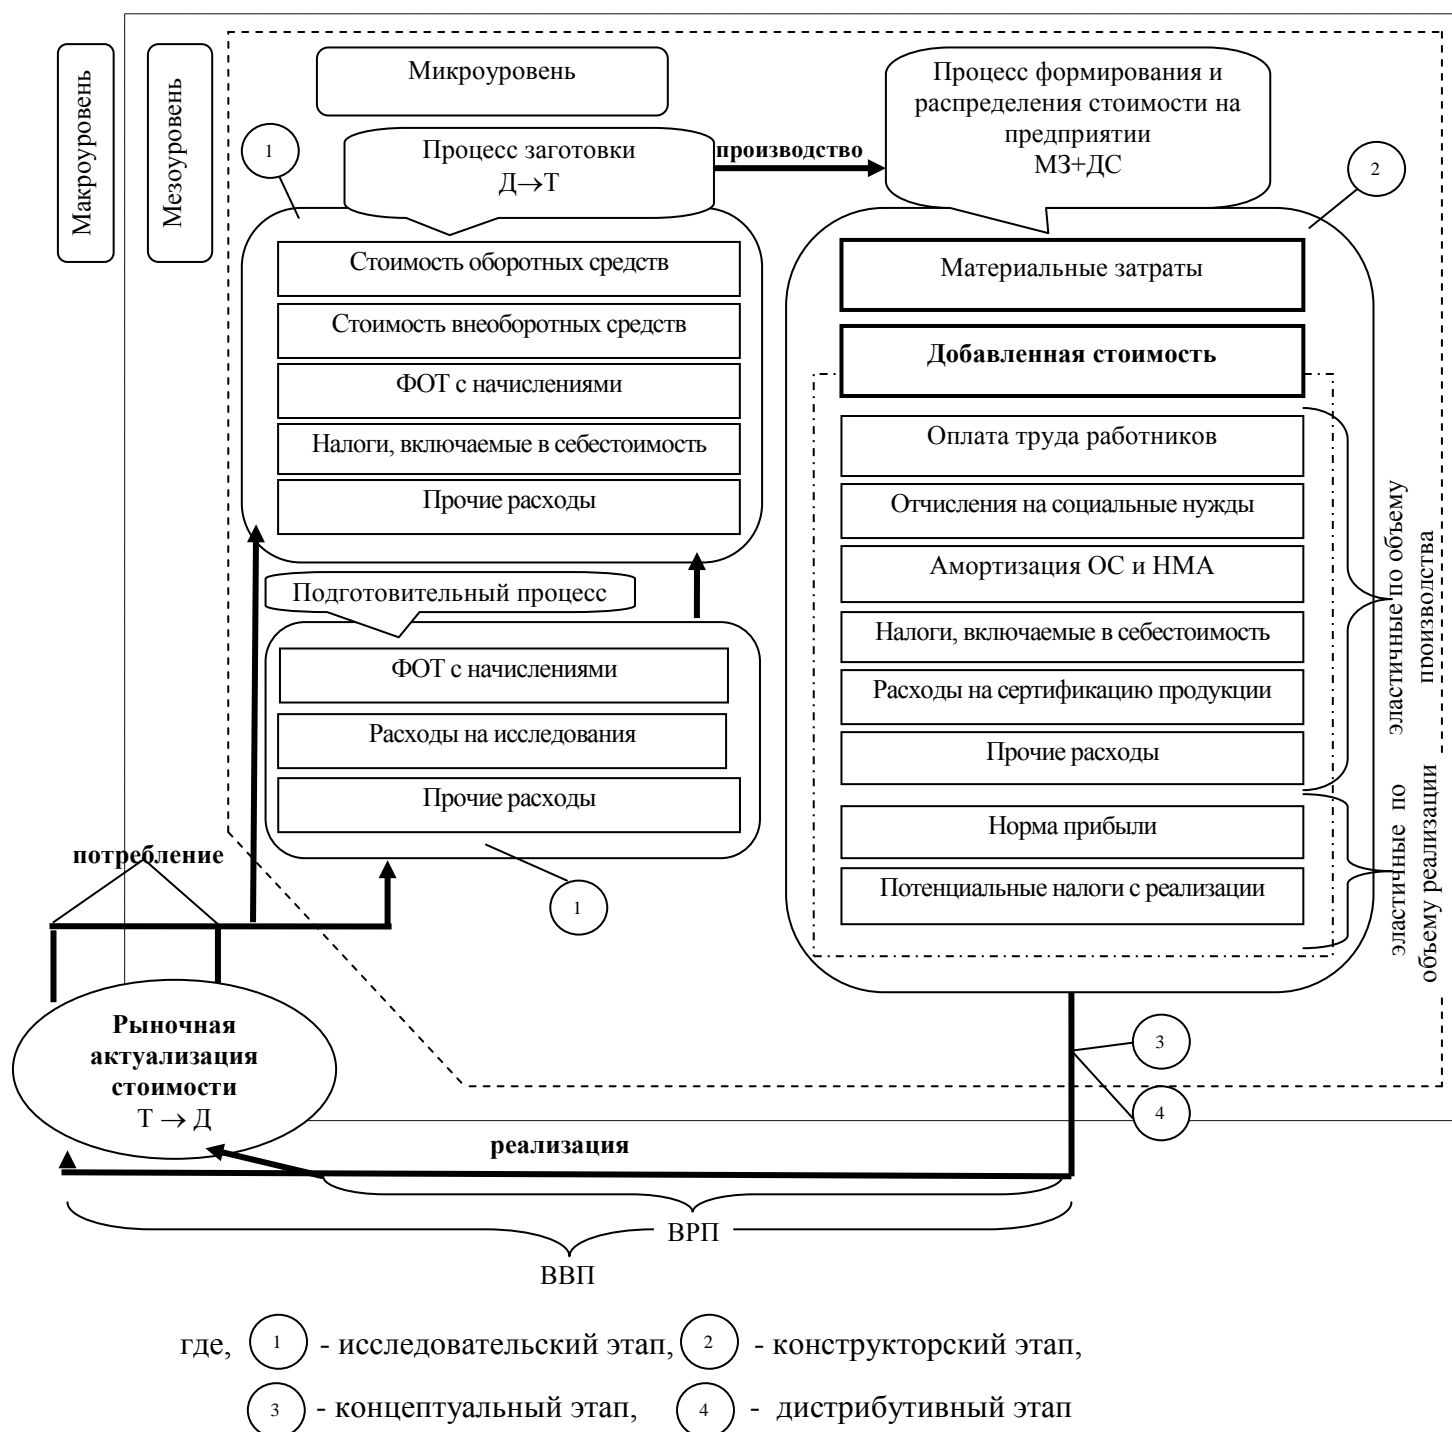 Макроуровень
Мезоуровень
Микроуровень
Процесс формирования и
распределения стоимости на
предприятии
МЗ+ДС
1
Процесс заготовки
Д→Т
производство
2
Стоимость оборотных средств
Стоимость внеоборотных средств
ФОТ с начислениями
Налоги, включаемые в себестоимость
Прочие расходы
Подготовительный процесс
ФОТ с начислениями
Расходы на исследования
Прочие расходы
1
Материальные затраты
Добавленная стоимость
Оплата труда работников
Отчисления на социальные нужды
Амортизация ОС и НМА
Налоги, включаемые в себестоимость
Расходы на сертификацию продукции
Прочие расходы
Норма прибыли
Потенциальные налоги с реализации
эластичные по объему
производства
эластичные по
объему реализации
потребление
Рыночная
актуализация
стоимости
Т → Д
3
4
реализация
ВРП
ВВП
где, 1 - исследовательский этап, 2 - конструкторский этап,
3 - концептуальный этап, 4 - дистрибутивный этап